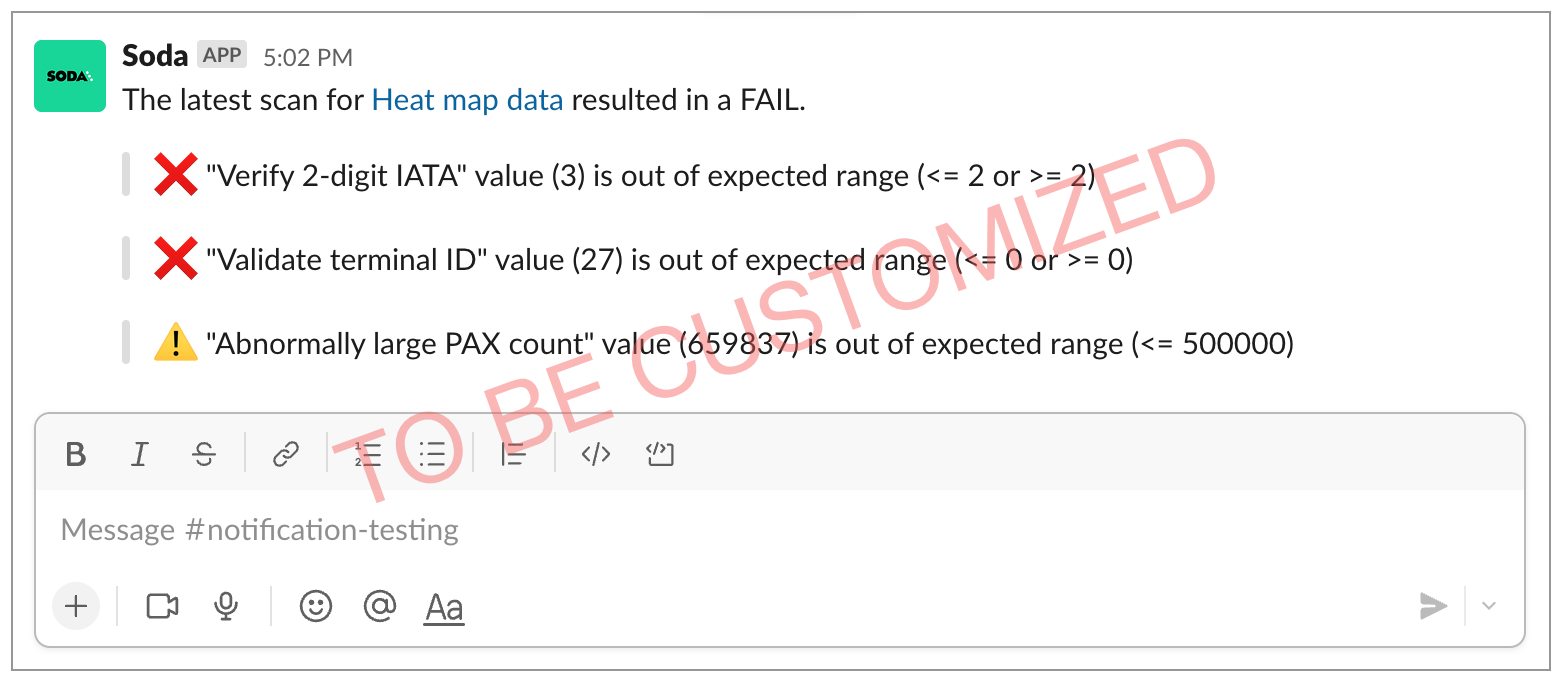 SODA
Soda APP 5:02 PM
The latest scan for Heat map data resulted in a FAIL.
"Verify 2-digit IATA" value (3) is out of expected range (<= 2 or >= 2)
"Validate terminal ID" value (27) is out of expected range (<= 0 or >= 0)
"Abnormally large PAX count" value (659837) is out of expected range (<= 500000)
TO BE CUSTOMIZED
B I S
Message #notification-testing
Aa